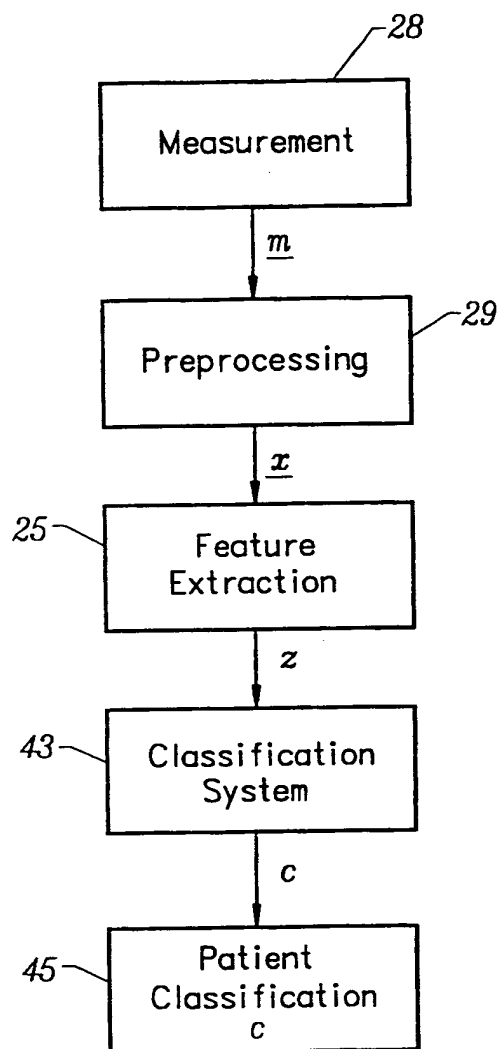 28
Measurement
m
29
Preprocessing
x
25
Feature
Extraction
z
43
Classification
System
c
45
Patient
Classification
c